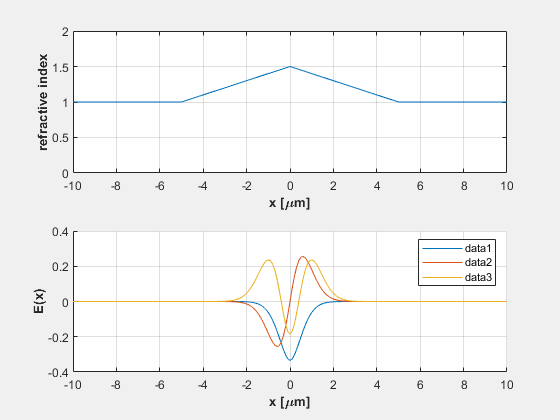 2
1.5
1
0.5
0
refractive index
-10 -8 -6 -4 -2 0 2 4 6 8 10
x [μm]
0.4
0.2
0
-0.2
-0.4
E(x)
data1
data2
data3
-10 -8 -6 -4 -2 0 2 4 6 8 10
x [μm]